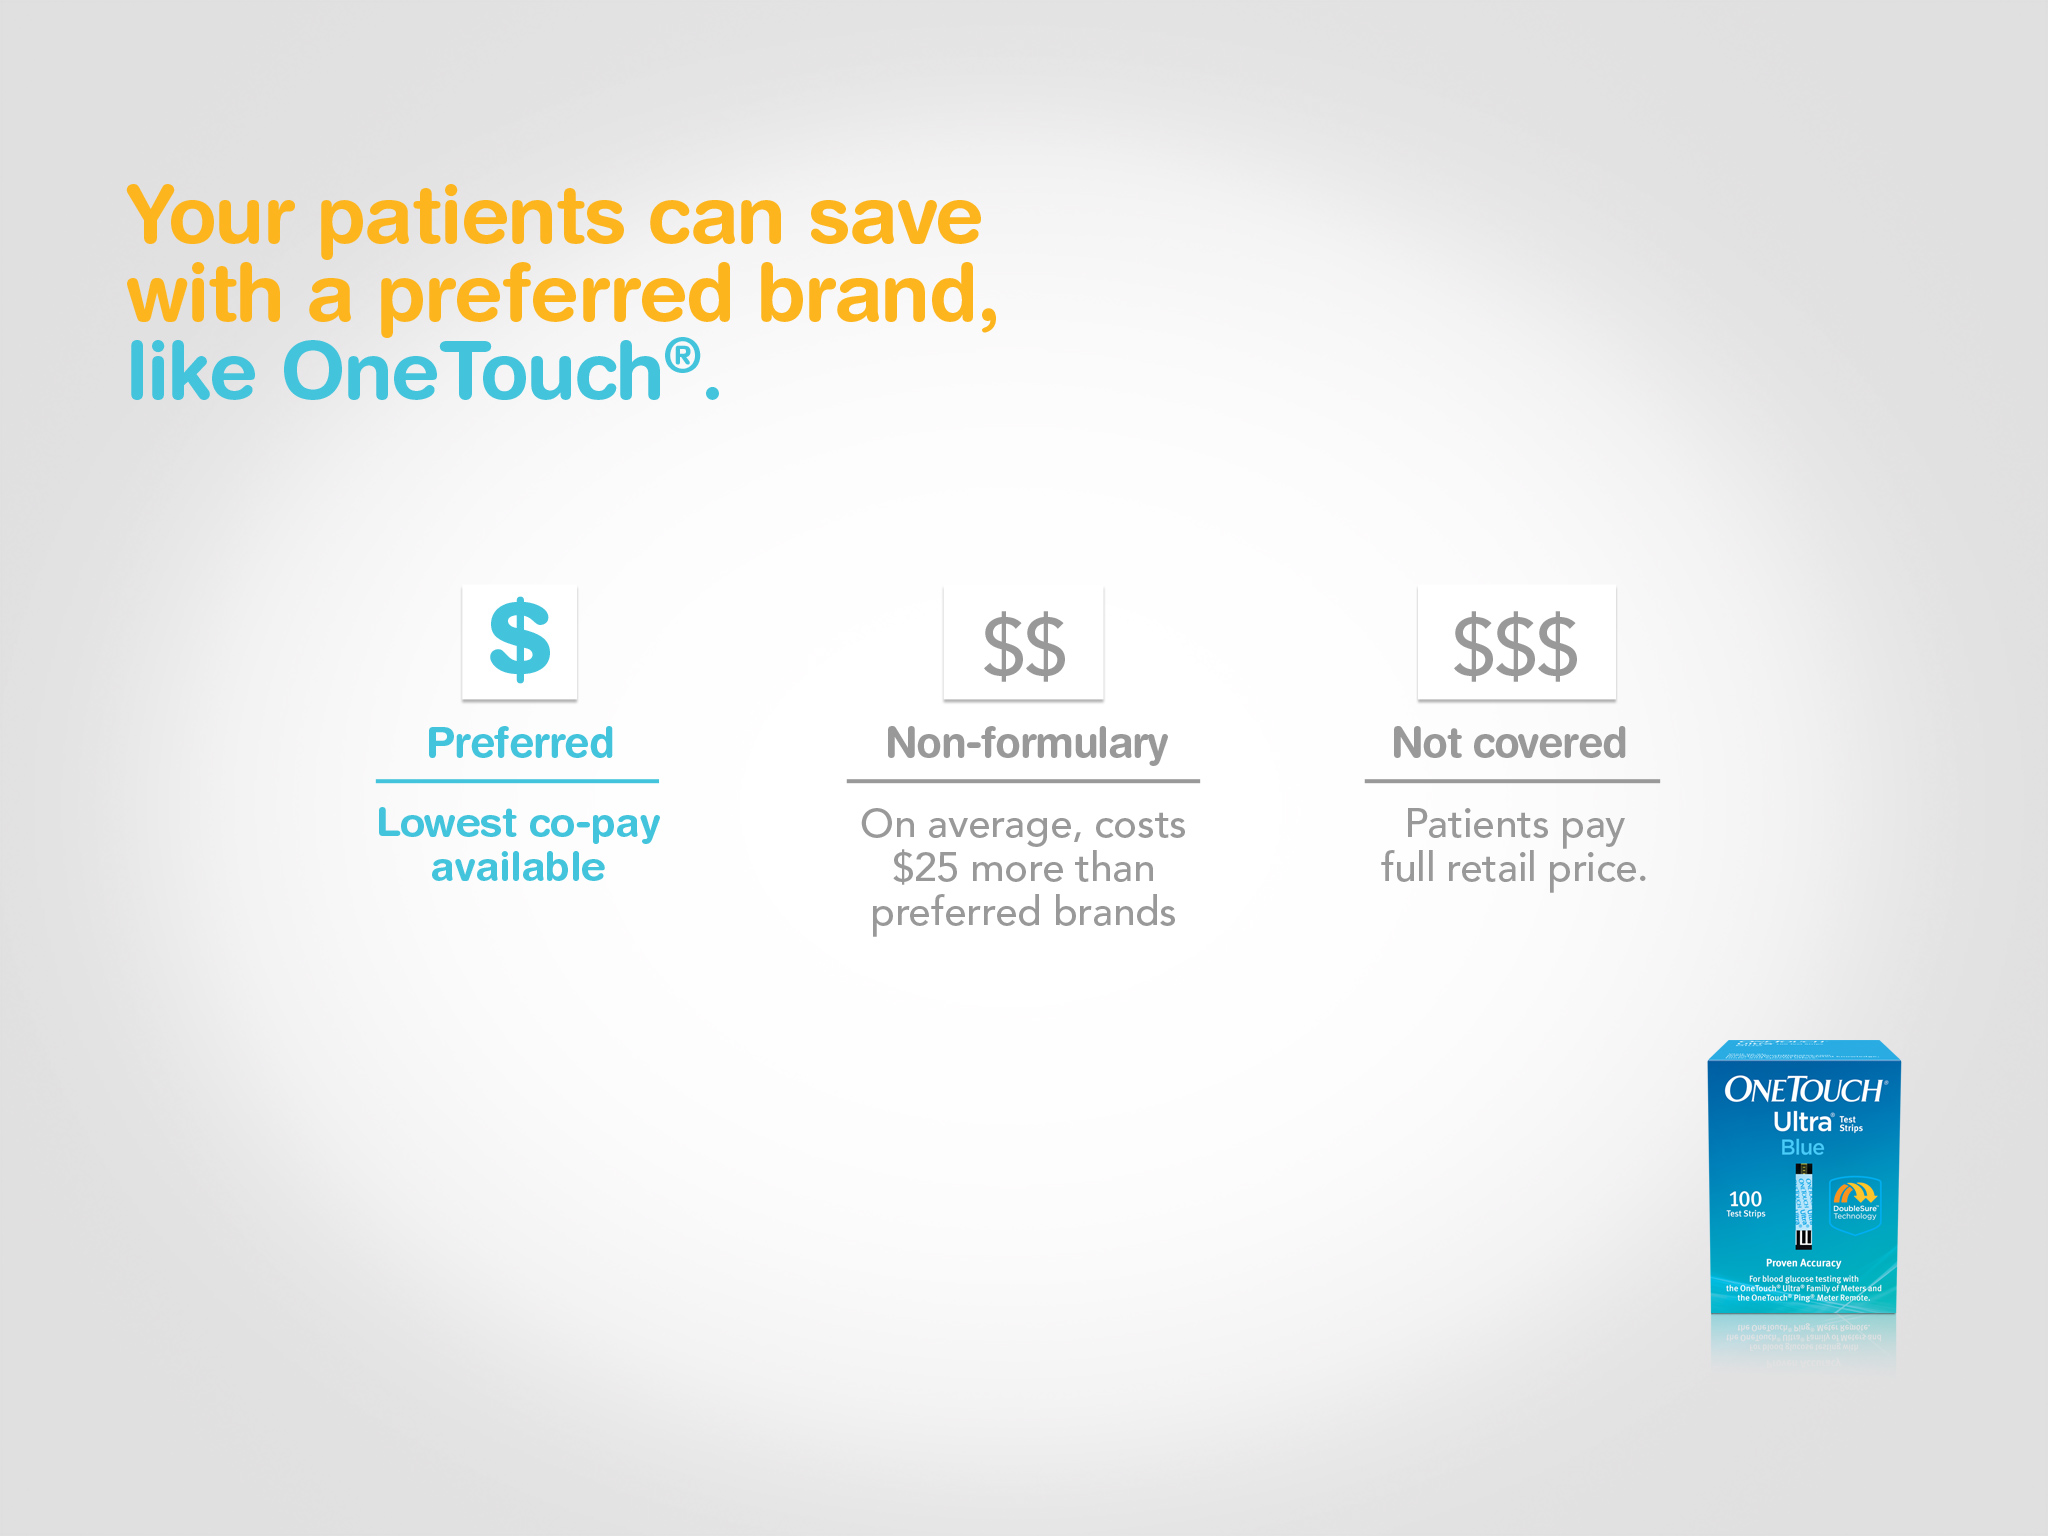 Your patients can save
with a preferred brand,
like OneTouch®.
$
Preferred
Lowest co-pay
available
$$
Non-formulary
On average, costs
$25 more than
preferred brands
$$$
Not covered
Patients pay
full retail price.
ONETOUCH®
Ultra® Test Strips
Blue
100
Test Strips
DoubleSure™
Technology
Proven Accuracy
For blood glucose testing with
the OneTouch® Ultra® Family of Meters and
the OneTouch® Ping® Meter Remote.